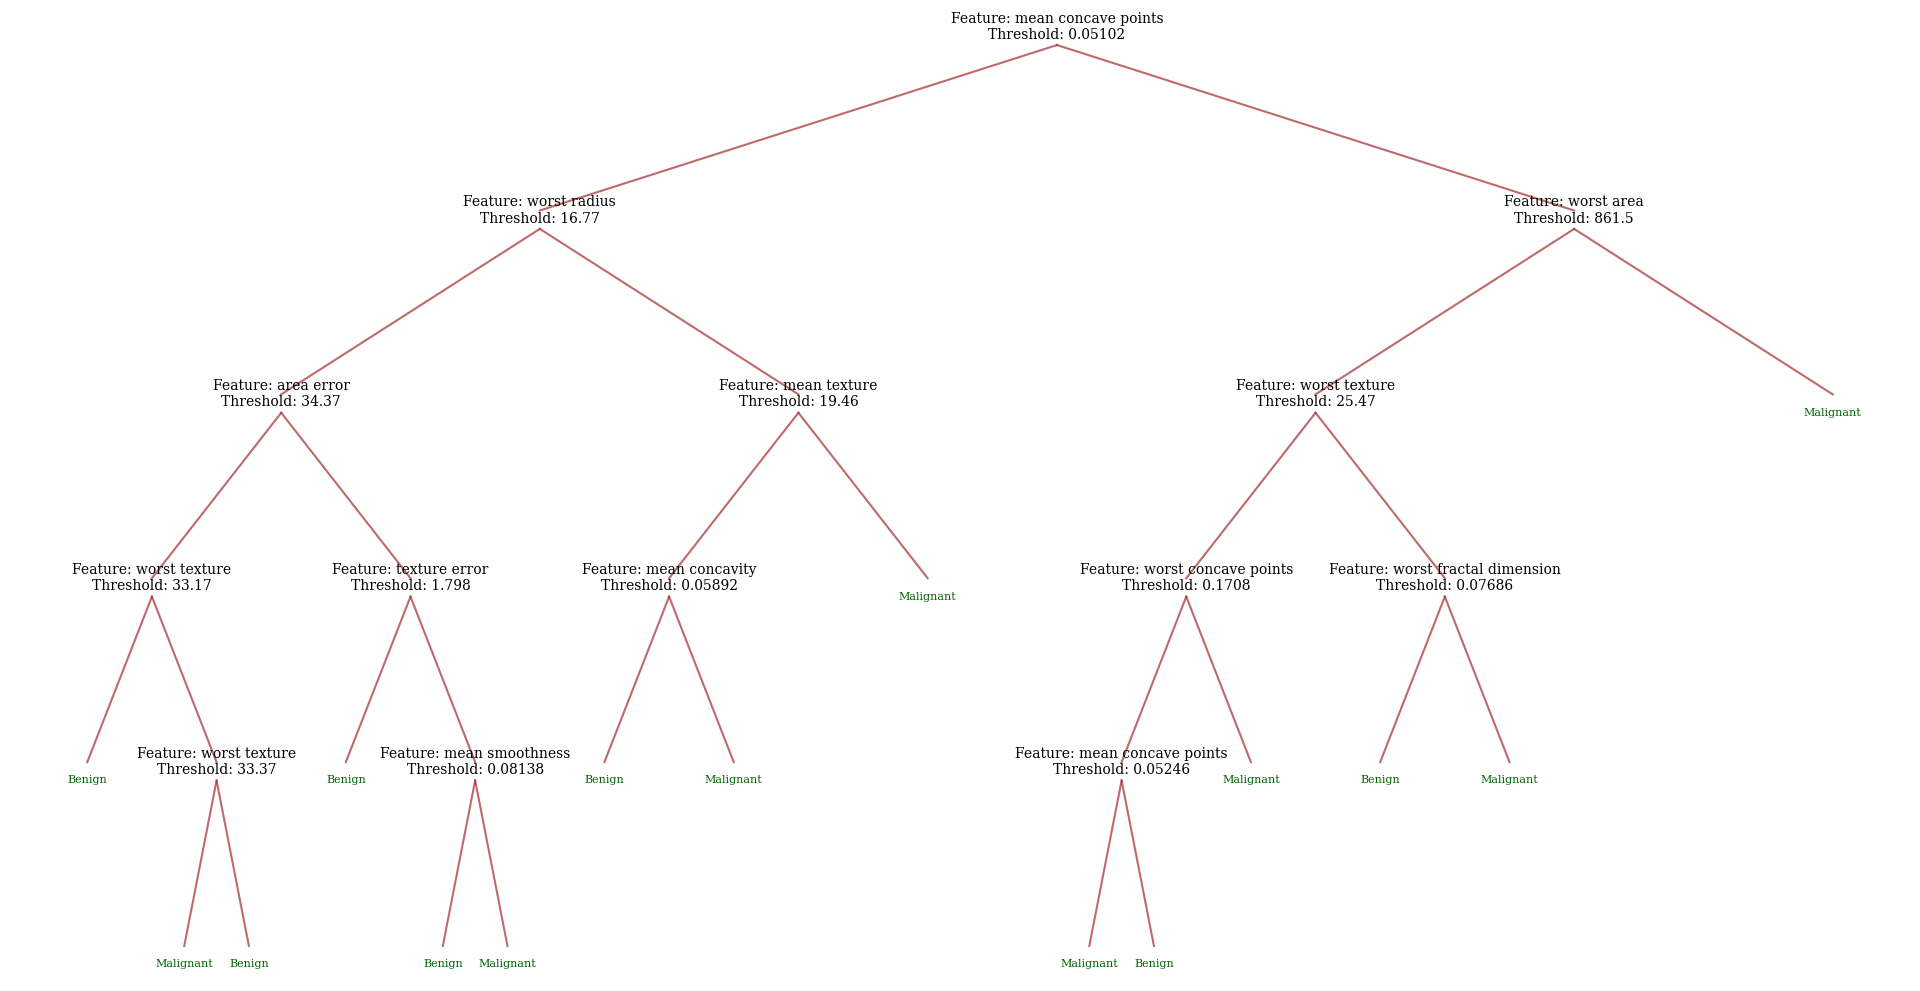 Feature: mean concave points
Threshold: 0.05102
Feature: worst radius
Threshold: 16.77
Feature: worst area
Threshold: 861.5
Feature: area error
Threshold: 34.37
Feature: mean texture
Threshold: 19.46
Feature: worst texture
Threshold: 25.47
Malignant
Feature: worst texture
Threshold: 33.17
Feature: texture error
Threshold: 1.798
Feature: mean concavity
Threshold: 0.05892
Malignant
Feature: worst concave points
Threshold: 0.1708
Feature: worst fractal dimension
Threshold: 0.07686
Benign
Feature: worst texture
Threshold: 33.37
Benign
Feature: mean smoothness
Threshold: 0.08138
Benign
Malignant
Feature: mean concave points
Threshold: 0.05246
Malignant
Benign
Malignant
Malignant
Benign
Benign
Malignant
Malignant
Benign